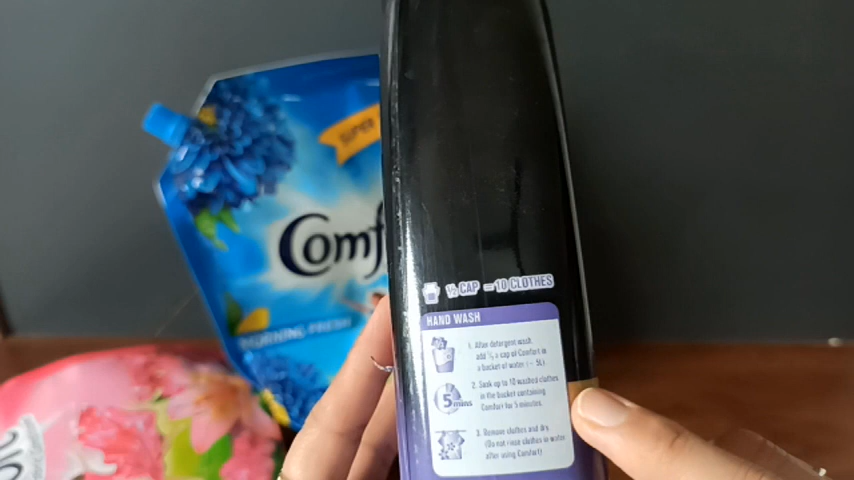 SUPER
Comf
MORNING FRESH
½ CAP = 10 CLOTHES
HAND WASH
1. After detergent wash,
add ½ a cap of Comfort in
a bucket of water (~ 5L)
5 mins
2. Soak up to 10 washed clothes
in the bucket containing
Comfort for 5 minutes.
3. Remove clothes and dry.
(Do not rinse clothes in water
after using Comfort)